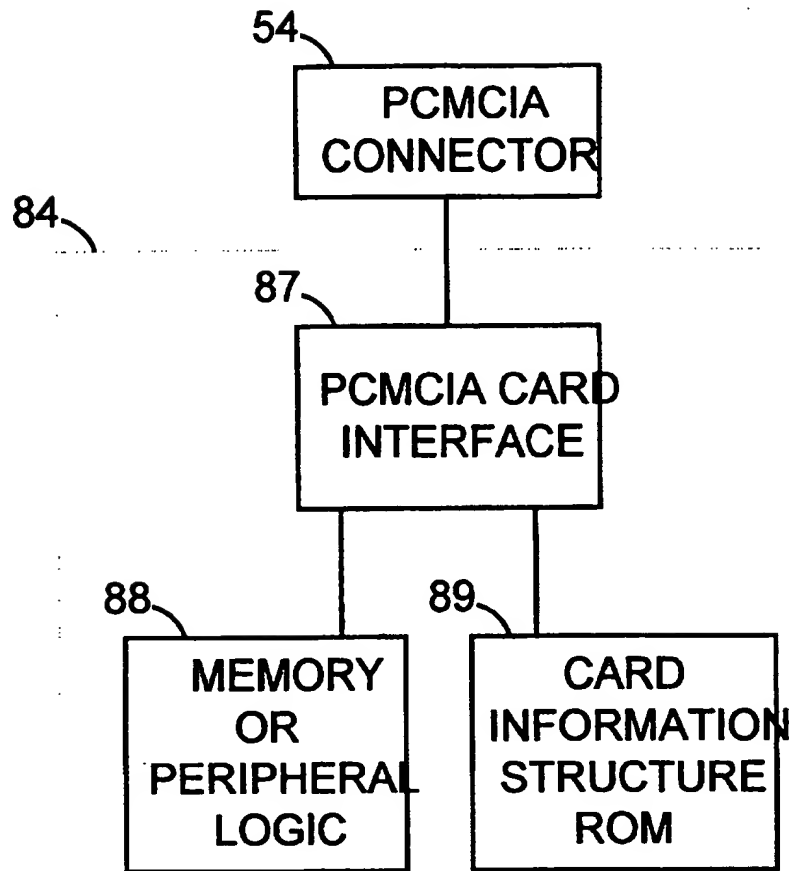 54
PCMCIA
CONNECTOR
84
87
PCMCIA CARD
INTERFACE
88
MEMORY
OR
PERIPHERAL
LOGIC
89
CARD
INFORMATION
STRUCTURE
ROM